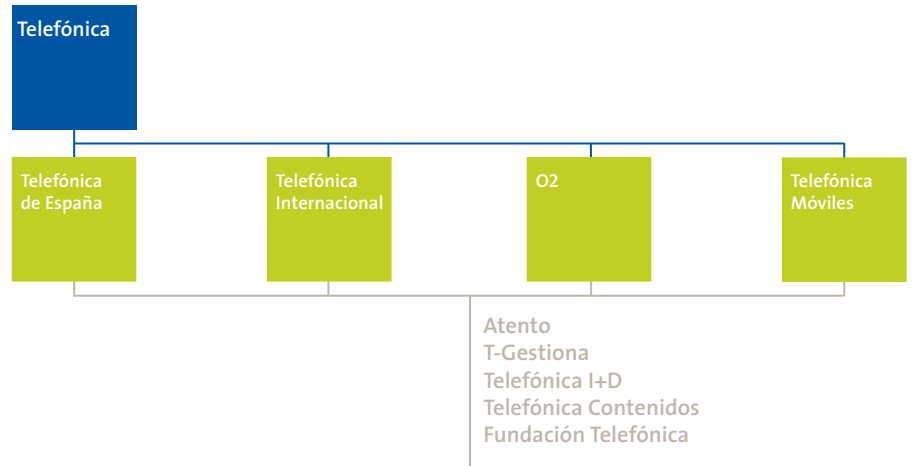 Telefónica
Telefónica
de España
Telefónica
Internacional
O2
Telefónica
Móviles
Atento
T-Gestiona
Telefónica I+D
Telefónica Contenidos
Fundación Telefónica